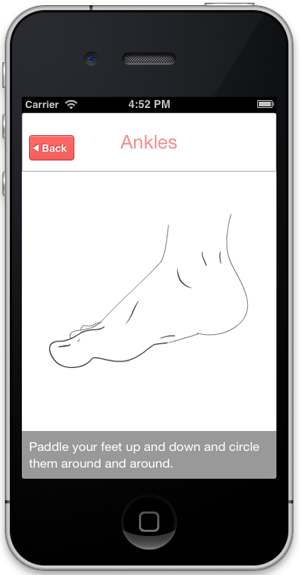 Carrier 4:52 PM
Back Ankles
Paddle your feet up and down and circle
them around and around.